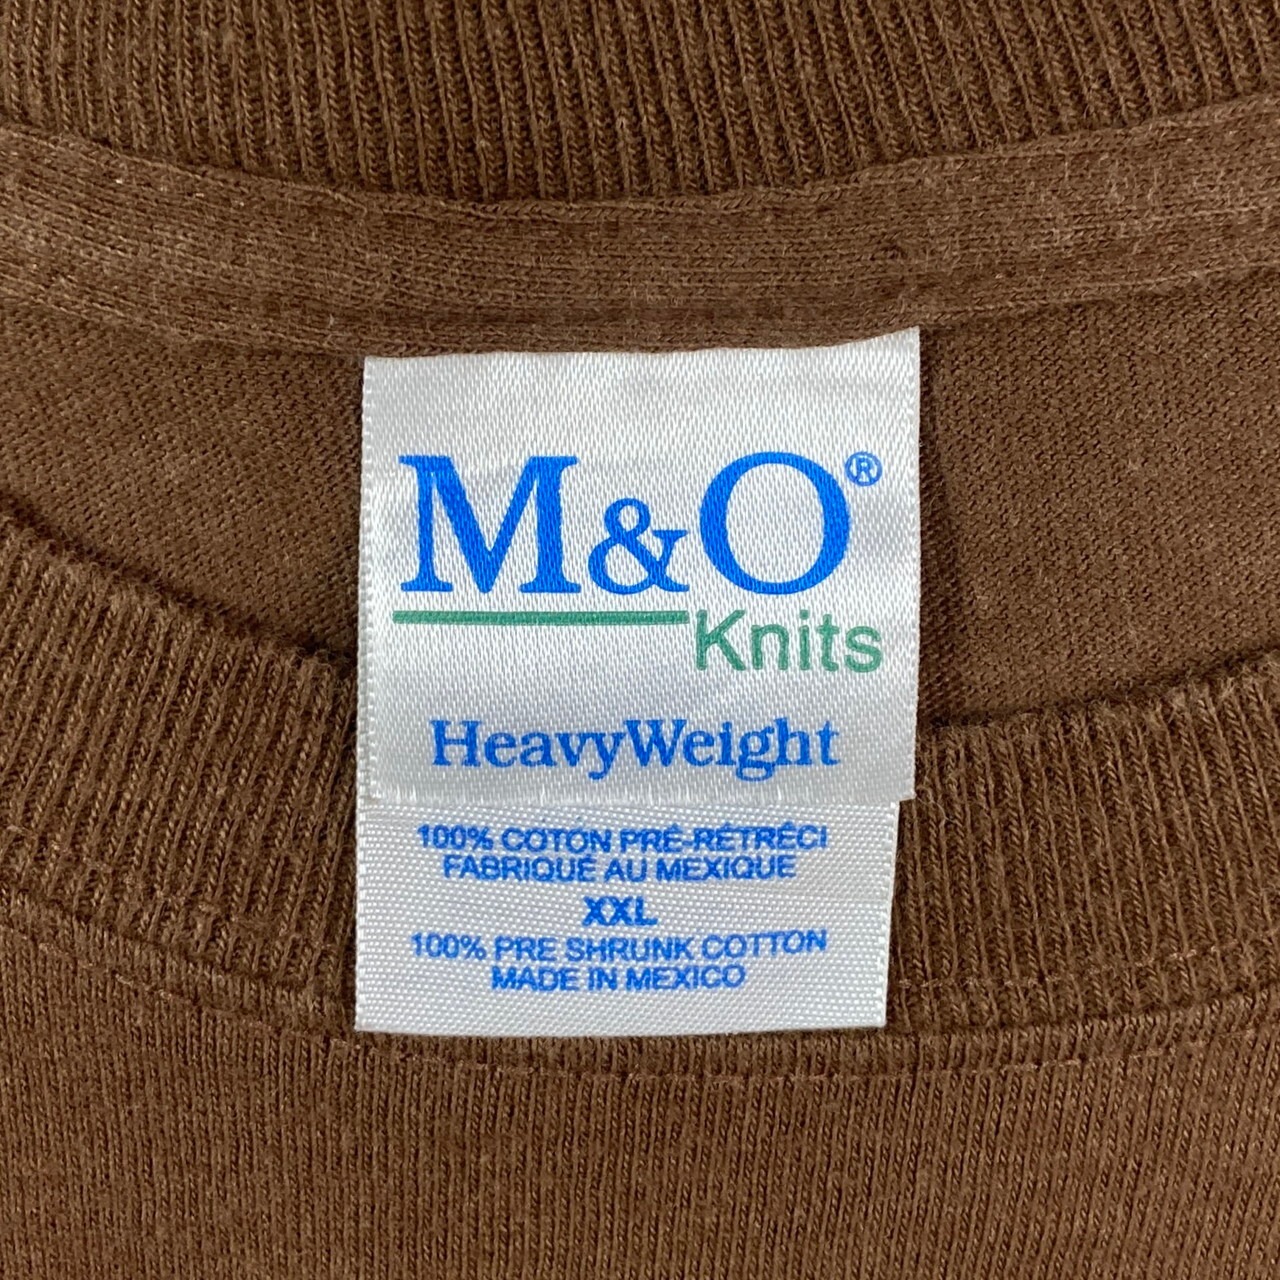 M&O®
Knits
HeavyWeight
100% COTON PRÉ-RÉTRÉCI
FABRIQUÉ AU MEXIQUE
XXL
100% PRE SHRUNK COTTON
MADE IN MEXICO